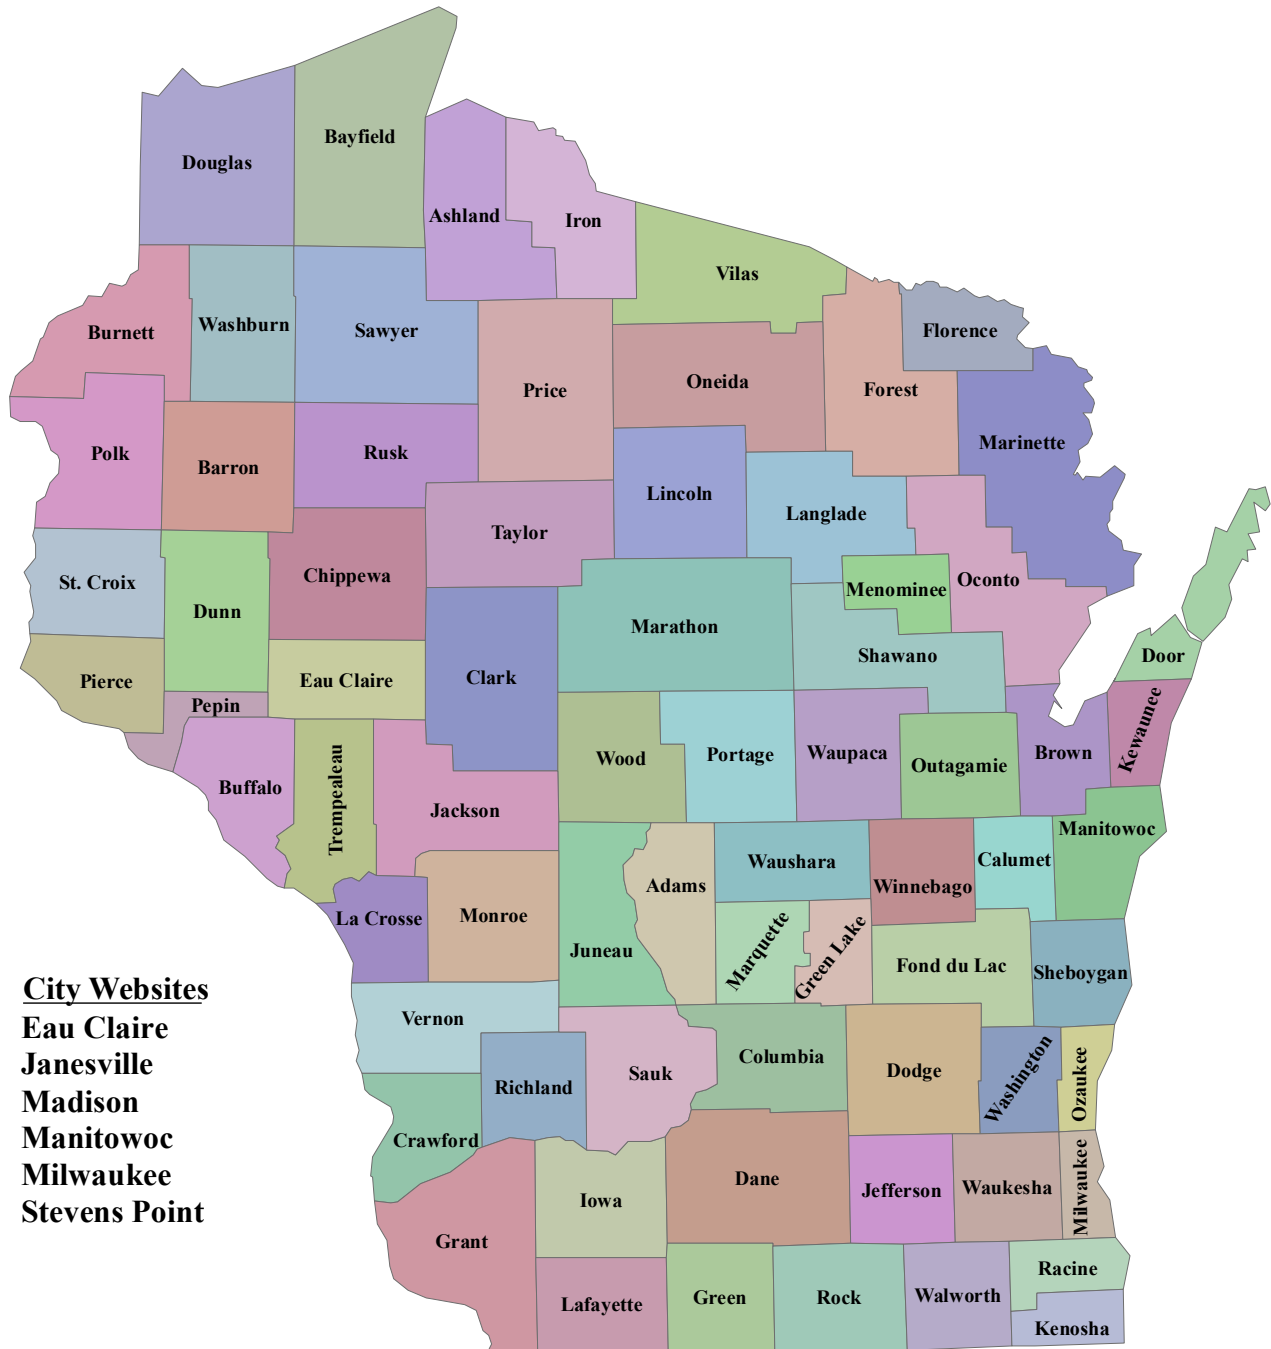 Bayfield
Douglas
Ashland
Iron
Vilas
Burnett
Washburn
Sawyer
Florence
Price
Oneida
Forest
Marinette
Polk
Barron
Rusk
Lincoln
Langlade
Taylor
St. Croix
Chippewa
Menominee
Oconto
Dunn
Marathon
Shawano
Door
Pierce
Eau Claire
Clark
Pepin
Kewaunee
Wood
Portage
Waupaca
Brown
Outagamie
Buffalo
Trempealeau
Jackson
Manitowoc
Waushara
Calumet
Adams
Winnebago
La Crosse
Monroe
Juneau
Marquette
Green Lake
Fond du Lac
Sheboygan
City Websites
Eau Claire
Janesville
Madison
Manitowoc
Milwaukee
Stevens Point
Vernon
Columbia
Dodge
Washington
Ozaukee
Richland
Sauk
Crawford
Dane
Jefferson
Waukesha
Milwaukee
Iowa
Grant
Racine
Lafayette
Green
Rock
Walworth
Kenosha